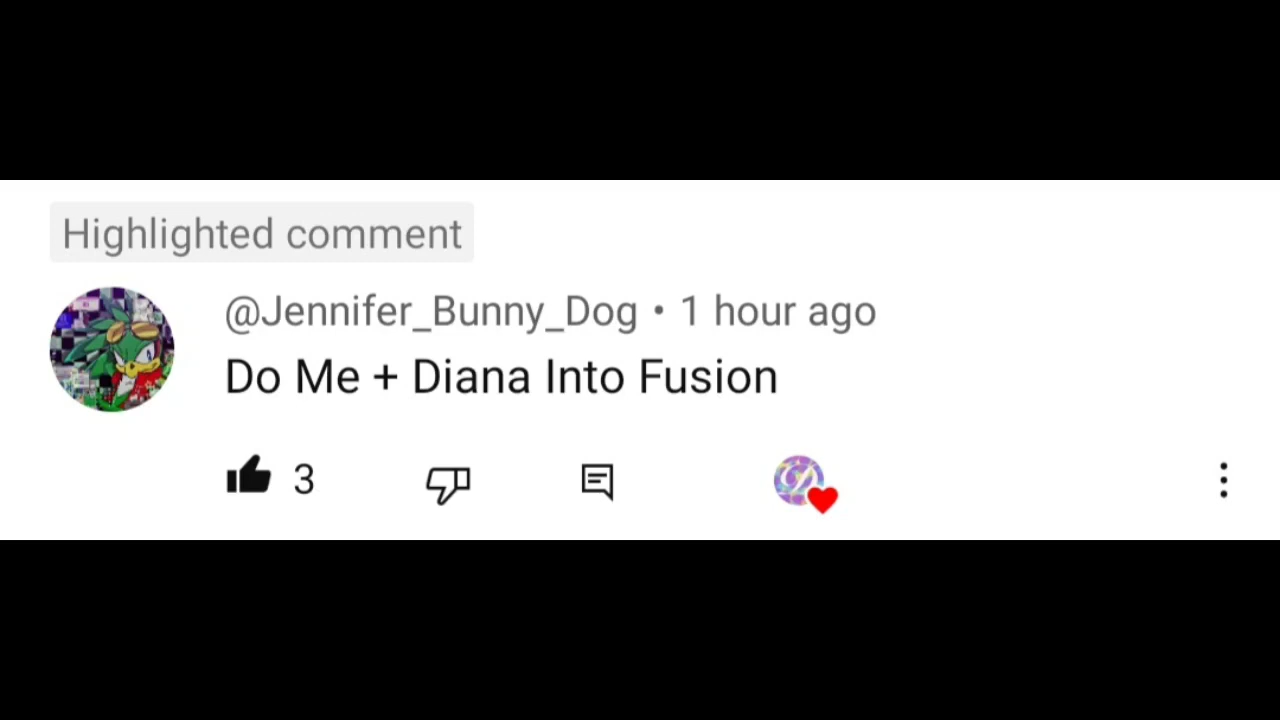 Highlighted comment
@Jennifer_Bunny_Dog • 1 hour ago
Do Me + Diana Into Fusion
3